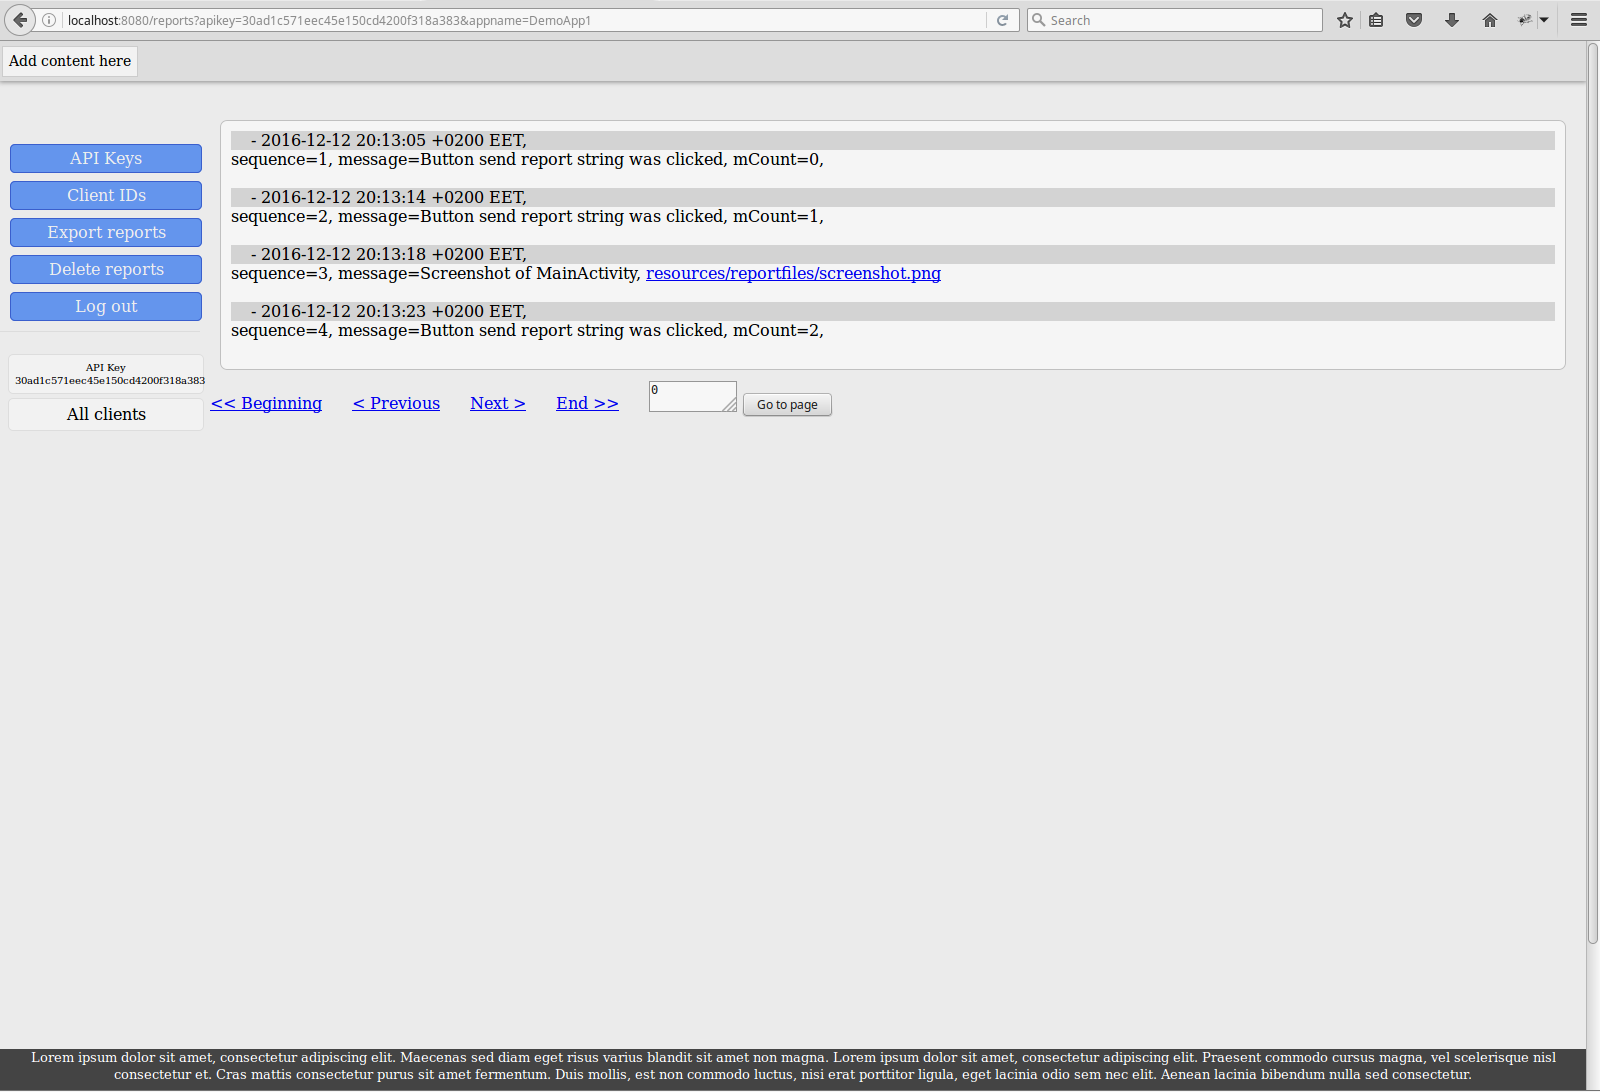 localhost:8080/reports?apikey=30ad1c571eec45e150cd4200f318a383&appname=DemoApp1
Search
Add content here
API Keys
Client IDs
Export reports
Delete reports
Log out
API Key
30ad1c571eec45e150cd4200f318a383
All clients
- 2016-12-12 20:13:05 +0200 EET,
sequence=1, message=Button send report string was clicked, mCount=0,
- 2016-12-12 20:13:14 +0200 EET,
sequence=2, message=Button send report string was clicked, mCount=1,
- 2016-12-12 20:13:18 +0200 EET,
sequence=3, message=Screenshot of MainActivity, resources/reportfiles/screenshot.png
- 2016-12-12 20:13:23 +0200 EET,
sequence=4, message=Button send report string was clicked, mCount=2,
<< Beginning < Previous Next > End >> 0 Go to page
Lorem ipsum dolor sit amet, consectetur adipiscing elit. Maecenas sed diam eget risus varius blandit sit amet non magna. Lorem ipsum dolor sit amet, consectetur adipiscing elit. Praesent commodo cursus magna, vel scelerisque nisl
consectetur et. Cras mattis consectetur purus sit amet fermentum. Duis mollis, est non commodo luctus, nisi erat porttitor ligula, eget lacinia odio sem nec elit. Aenean lacinia bibendum nulla sed consectetur.